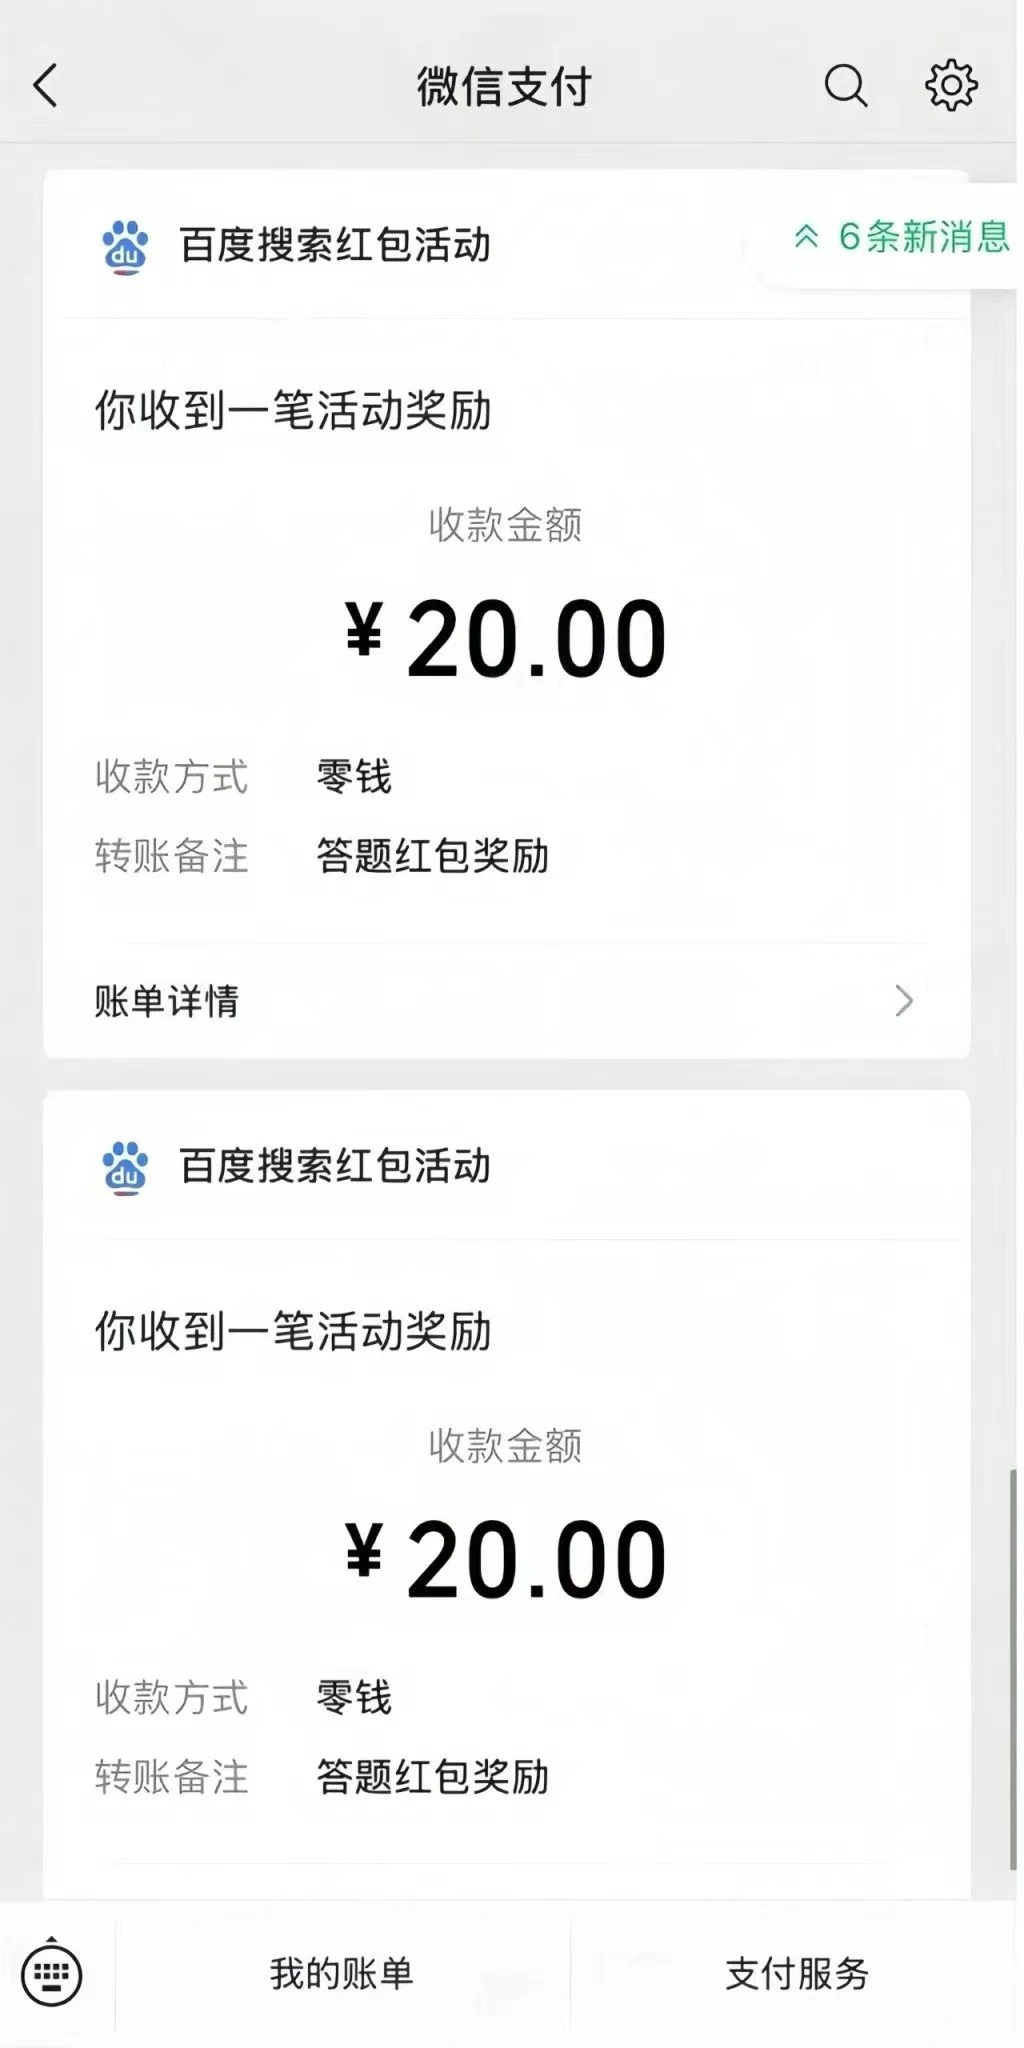 微信支付
百度搜索红包活动
6条新消息
你收到一笔活动奖励
收款金额
¥20.00
收款方式 零钱
转账备注 答题红包奖励
账单详情
百度搜索红包活动
你收到一笔活动奖励
收款金额
¥20.00
收款方式 零钱
转账备注 答题红包奖励
我的账单 支付服务